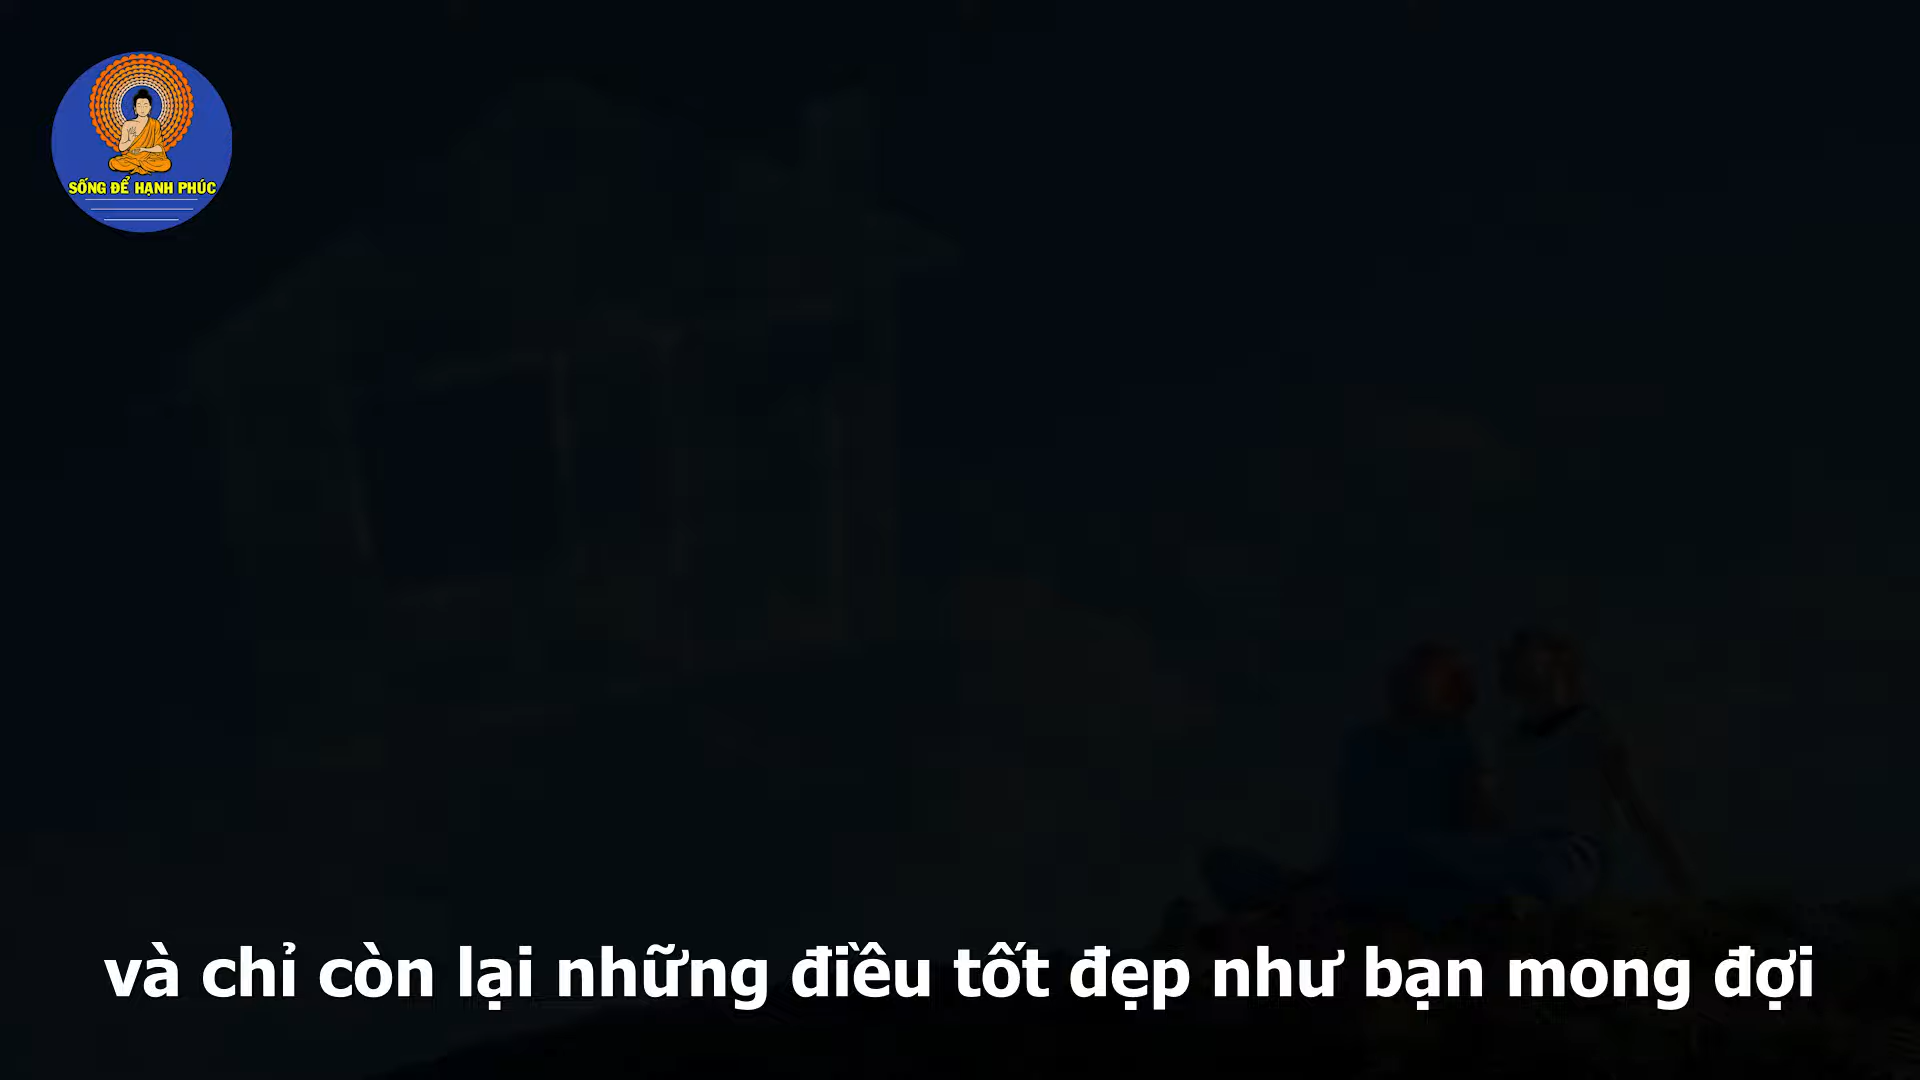 SỐNG ĐỂ HẠNH PHÚC
và chỉ còn lại những điều tốt đẹp như bạn mong đợi